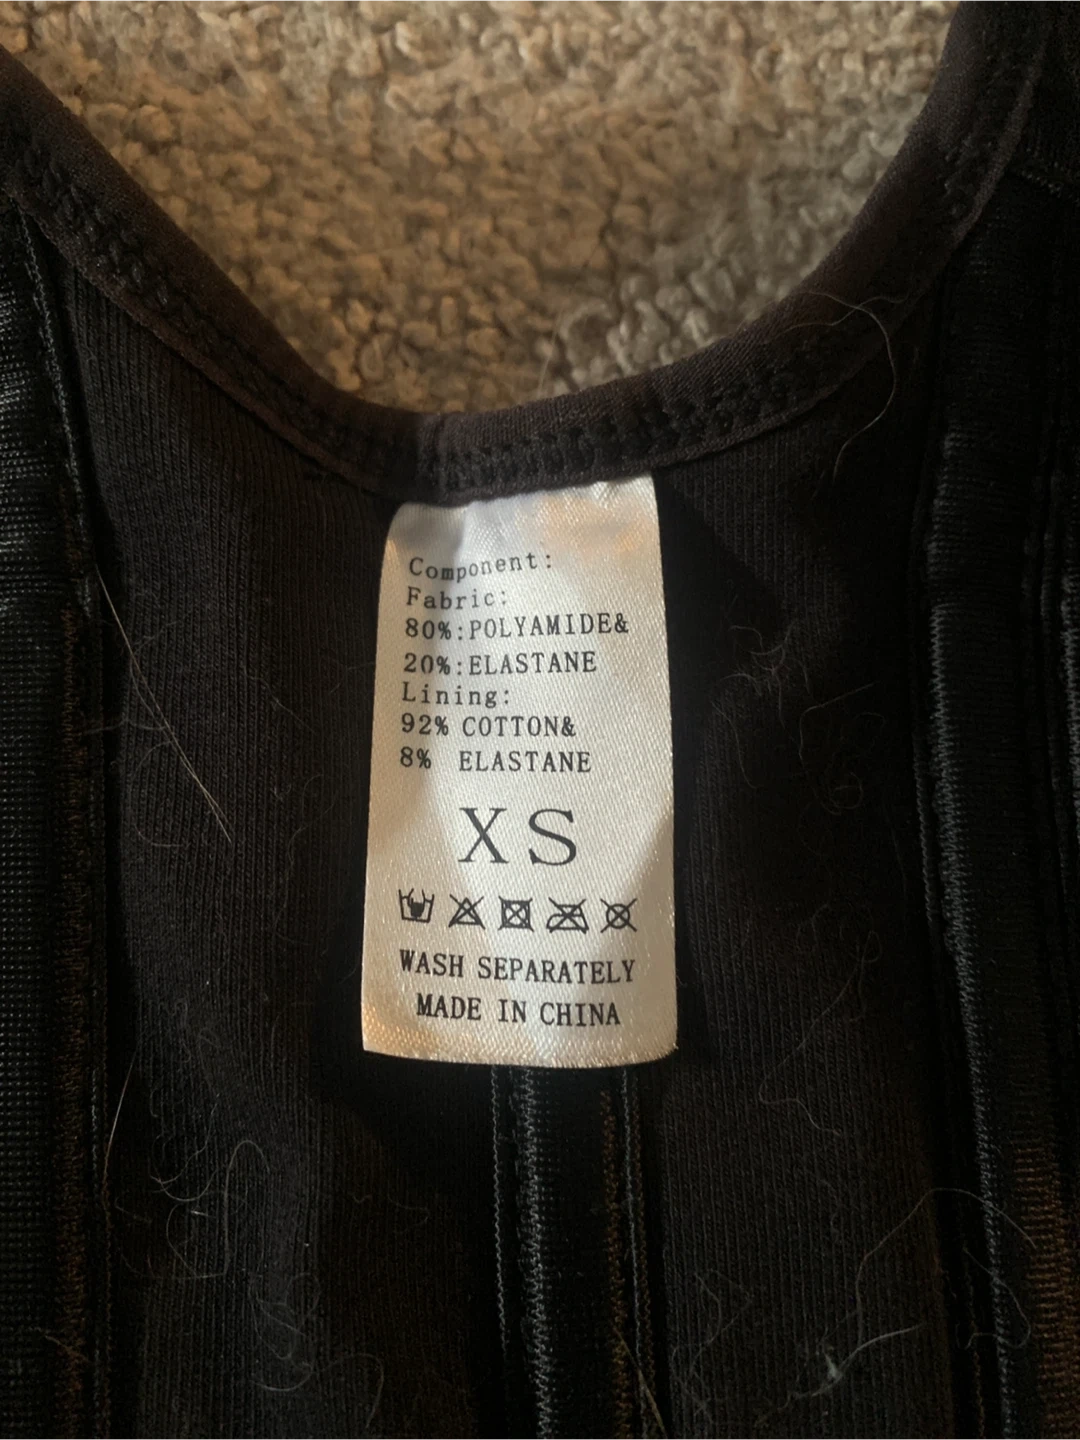 Component:
Fabric:
80%:POLYAMIDE&
20%:ELASTANE
Lining:
92% COTTON&
8% ELASTANE
XS
WASH SEPARATELY
MADE IN CHINA